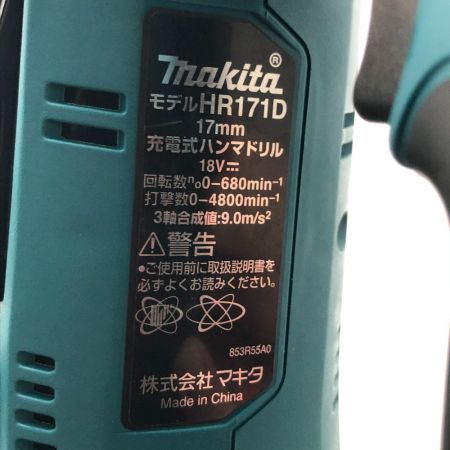 makita®
モデルHR171D
17mm
充電式ハンマドリル
18V⎓
回転数n₀0-680min⁻¹
打撃数0-4800min⁻¹
3軸合成値:9.0m/s²
⚠警告
●ご使用前に取扱説明書を
必ずよくお読みください。
853R55A0
株式会社マキタ
Made in China